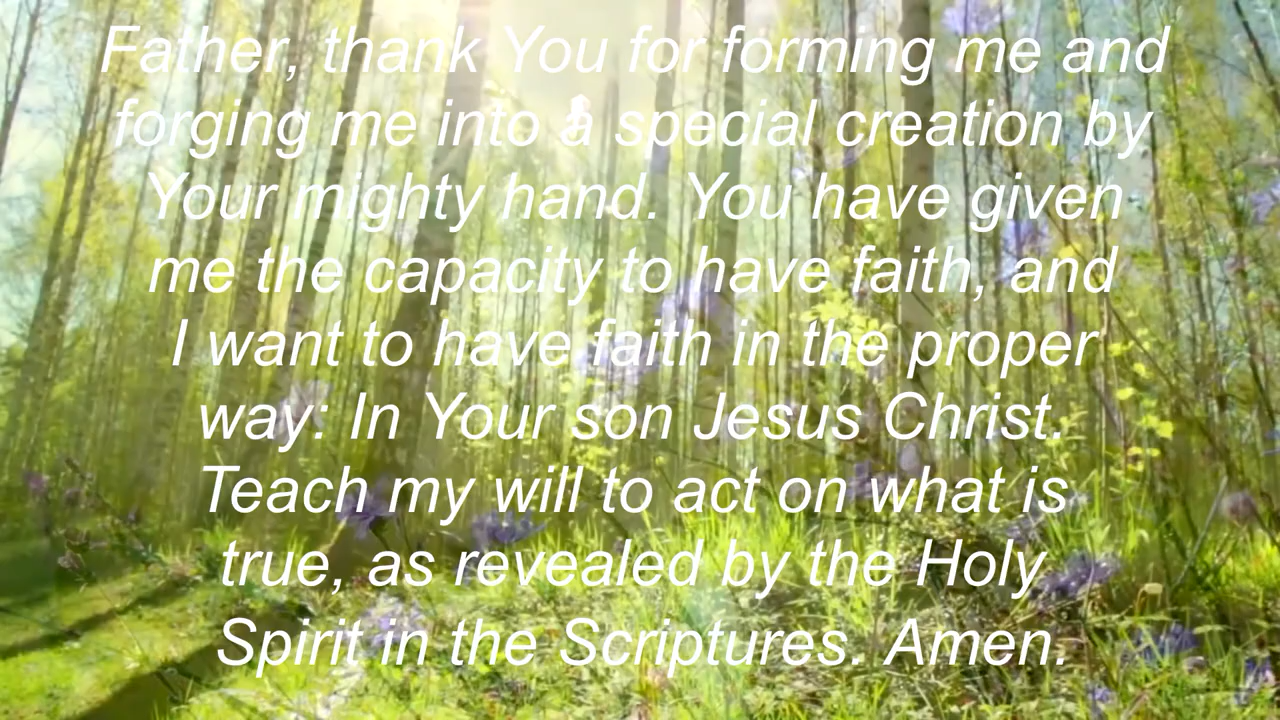 Father, thank You for forming me and
forging me into a special creation by
Your mighty hand. You have given
me the capacity to have faith, and
I want to have faith in the proper
way: In Your son Jesus Christ.
Teach my will to act on what is
true, as revealed by the Holy
Spirit in the Scriptures. Amen.